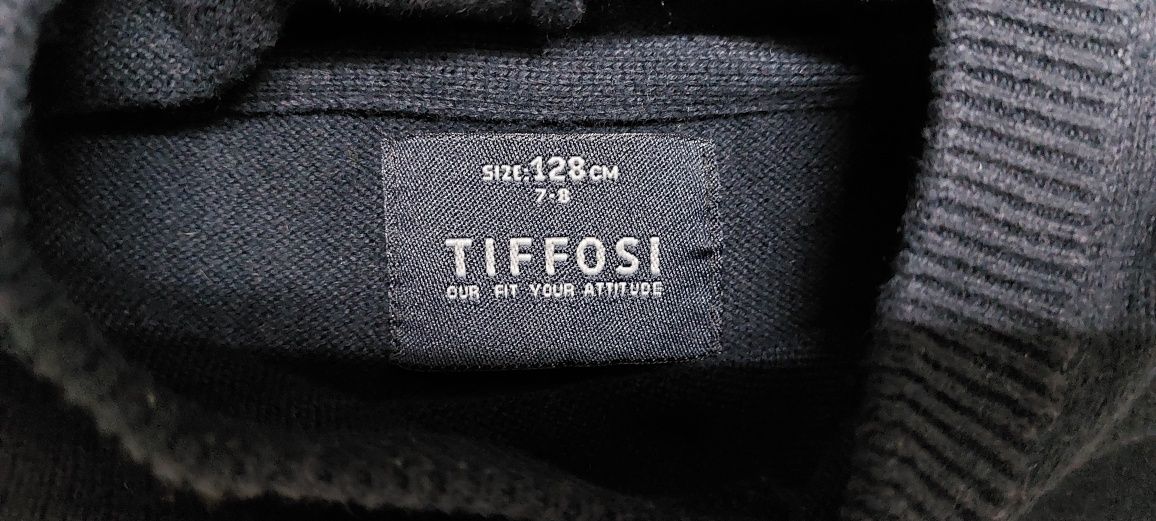 SIZE:128CM
7-8
TIFFOSI
OUR FIT YOUR ATTITUDE